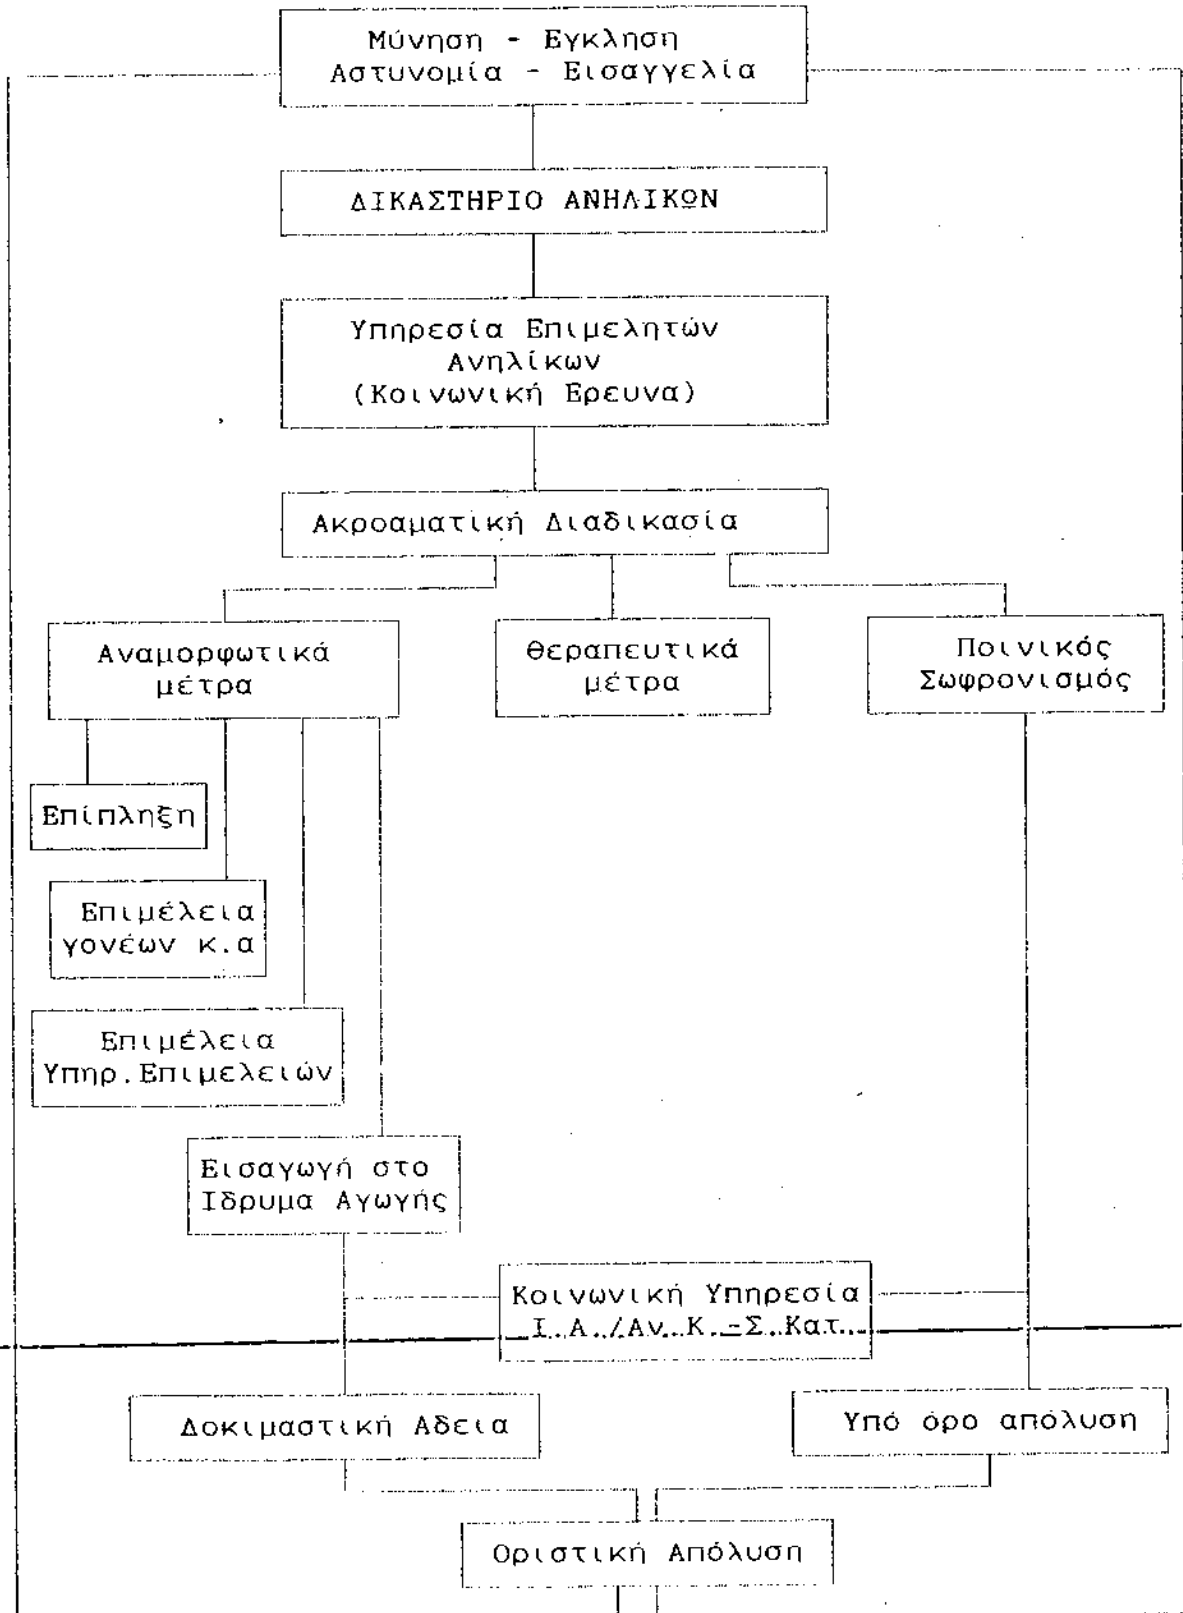 Μύνηση - Εγκληση
Αστυνομία - Εισαγγελία
ΔΙΚΑΣΤΗΡΙΟ ΑΝΗΛΙΚΩΝ
Υπηρεσία Επιμελητών
Ανηλίκων
(Κοινωνική Ερευνα)
Ακροαματική Διαδικασία
Αναμορφωτικά
μέτρα
Θεραπευτικά
μέτρα
Ποινικός
Σωφρονισμός
Επίπληξη
Επιμέλεια
γονέων κ.α
Επιμέλεια
Υπηρ.Επιμελειών
Εισαγωγή στο
Ιδρυμα Αγωγής
Κοινωνική Υπηρεσία
Ι.Α./Αν.Κ.-Σ.Κατ.
Δοκιμαστική Αδεια
Υπό όρο απόλυση
Οριστική Απόλυση